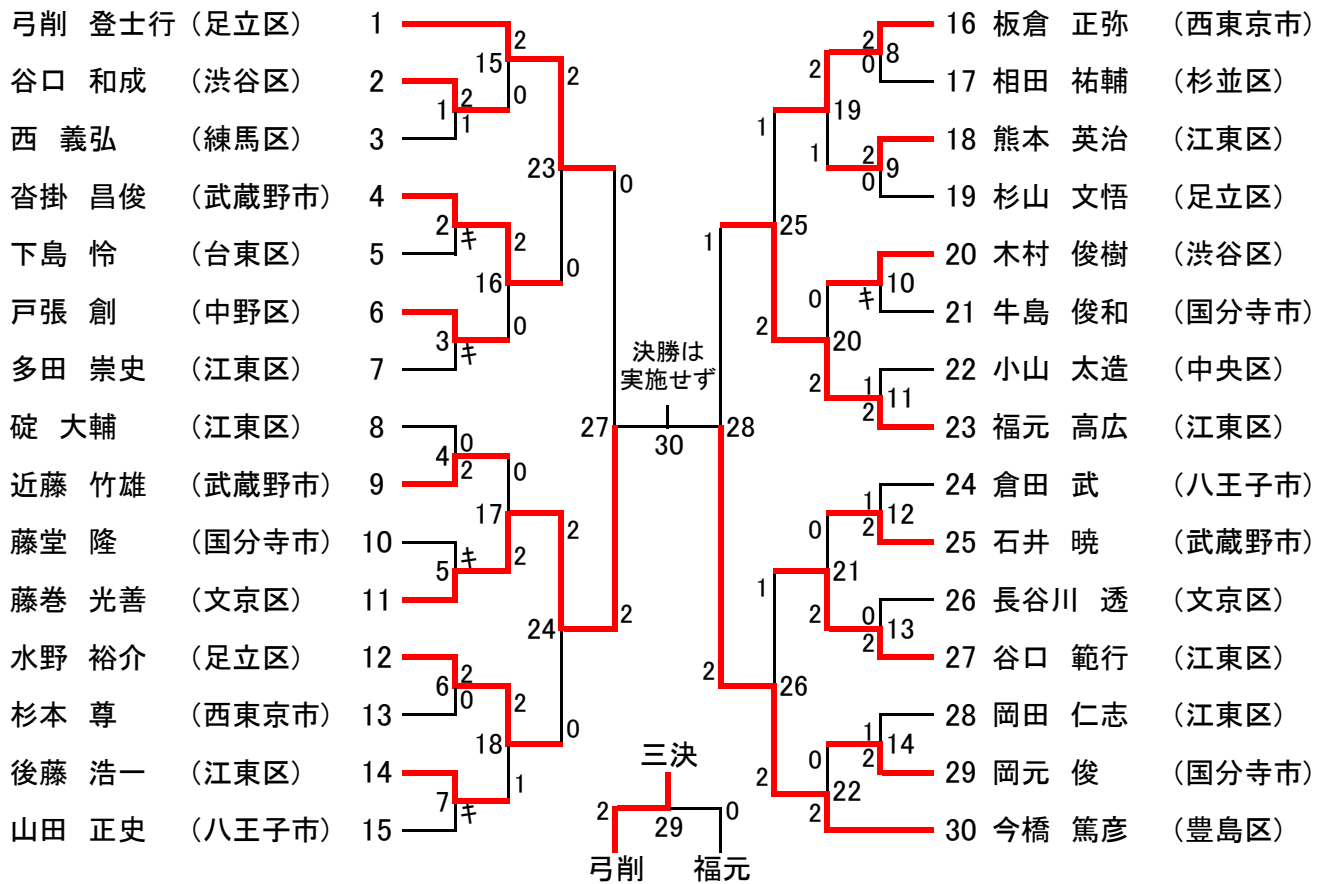 弓削 登士行 (足立区) 1
谷口 和成 (渋谷区) 2
西 義弘 (練馬区) 3
沓掛 昌俊 (武蔵野市) 4
下島 怜 (台東区) 5
戸張 創 (中野区) 6
多田 崇史 (江東区) 7
碇 大輔 (江東区) 8
近藤 竹雄 (武蔵野市) 9
藤堂 隆 (国分寺市) 10
藤巻 光善 (文京区) 11
水野 裕介 (足立区) 12
杉本 尊 (西東京市) 13
後藤 浩一 (江東区) 14
山田 正史 (八王子市) 15
1
2
1
2
キ
3
キ
4
0
2
5
キ
6
2
0
7
キ
15
2
0
16
2
0
17
0
2
18
2
1
23
2
0
24
2
0
27
0
2
決勝は
実施せず
30
28
1
2
25
1
2
26
1
2
19
2
1
20
0
2
21
0
2
22
0
2
2
8
0
2
9
0
10
キ
1
11
2
1
12
2
0
13
2
1
14
2
16 板倉 正弥 (西東京市)
17 相田 祐輔 (杉並区)
18 熊本 英治 (江東区)
19 杉山 文悟 (足立区)
20 木村 俊樹 (渋谷区)
21 牛島 俊和 (国分寺市)
22 小山 太造 (中央区)
23 福元 高広 (江東区)
24 倉田 武 (八王子市)
25 石井 暁 (武蔵野市)
26 長谷川 透 (文京区)
27 谷口 範行 (江東区)
28 岡田 仁志 (江東区)
29 岡元 俊 (国分寺市)
30 今橋 篤彦 (豊島区)
三決
2
29
0
弓削 福元